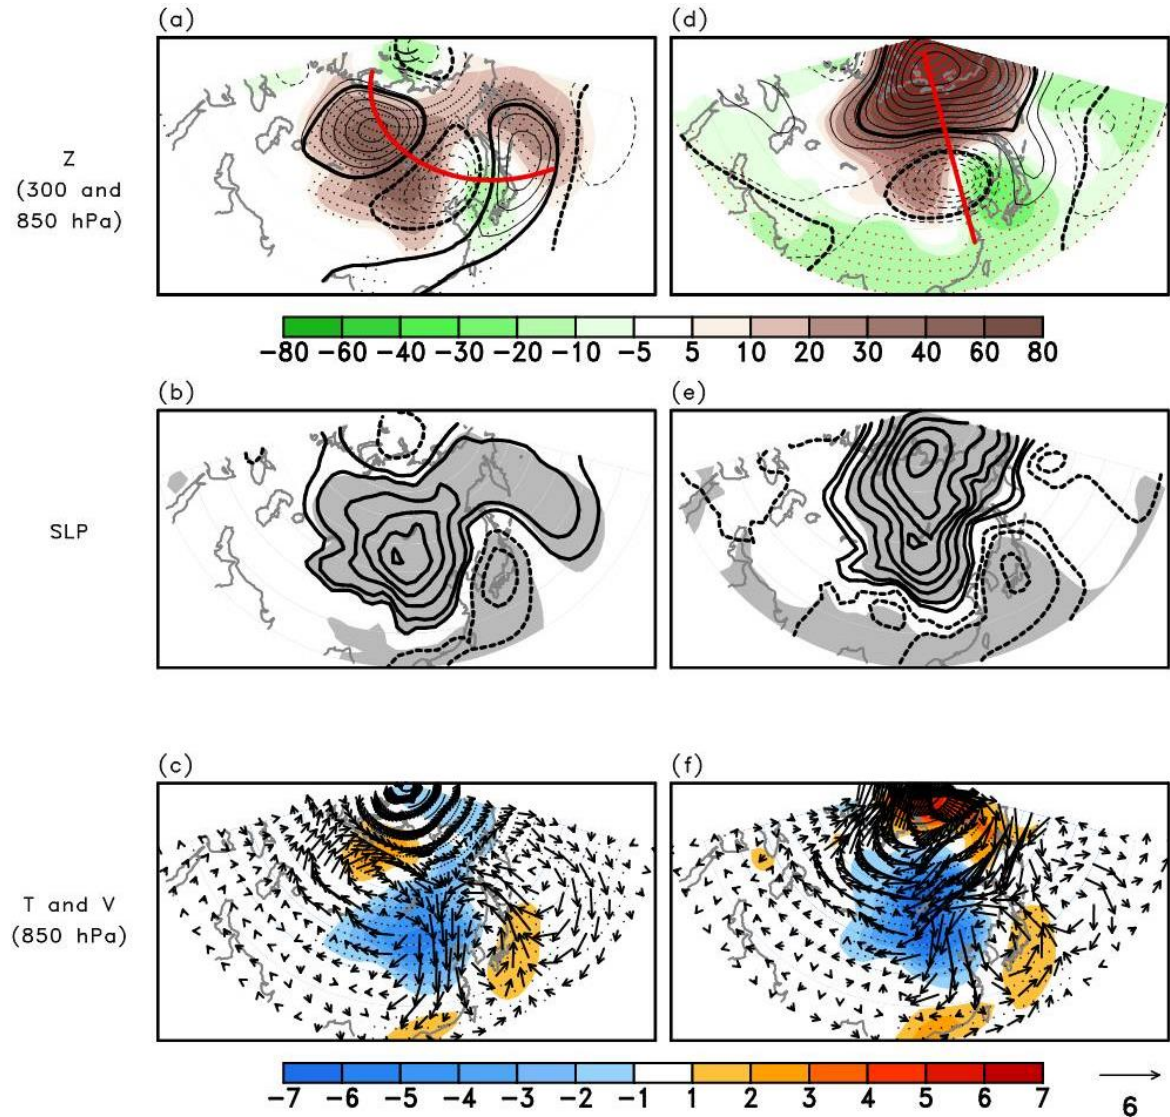 (a) (d)
Z
(300 and
850 hPa)
-80 -60 -40 -30 -20 -10 -5 5 10 20 30 40 60 80
(b) (e)
SLP
(c) (f)
T and V
(850 hPa)
-7 -6 -5 -4 -3 -2 -1 1 2 3 4 5 6 7
6